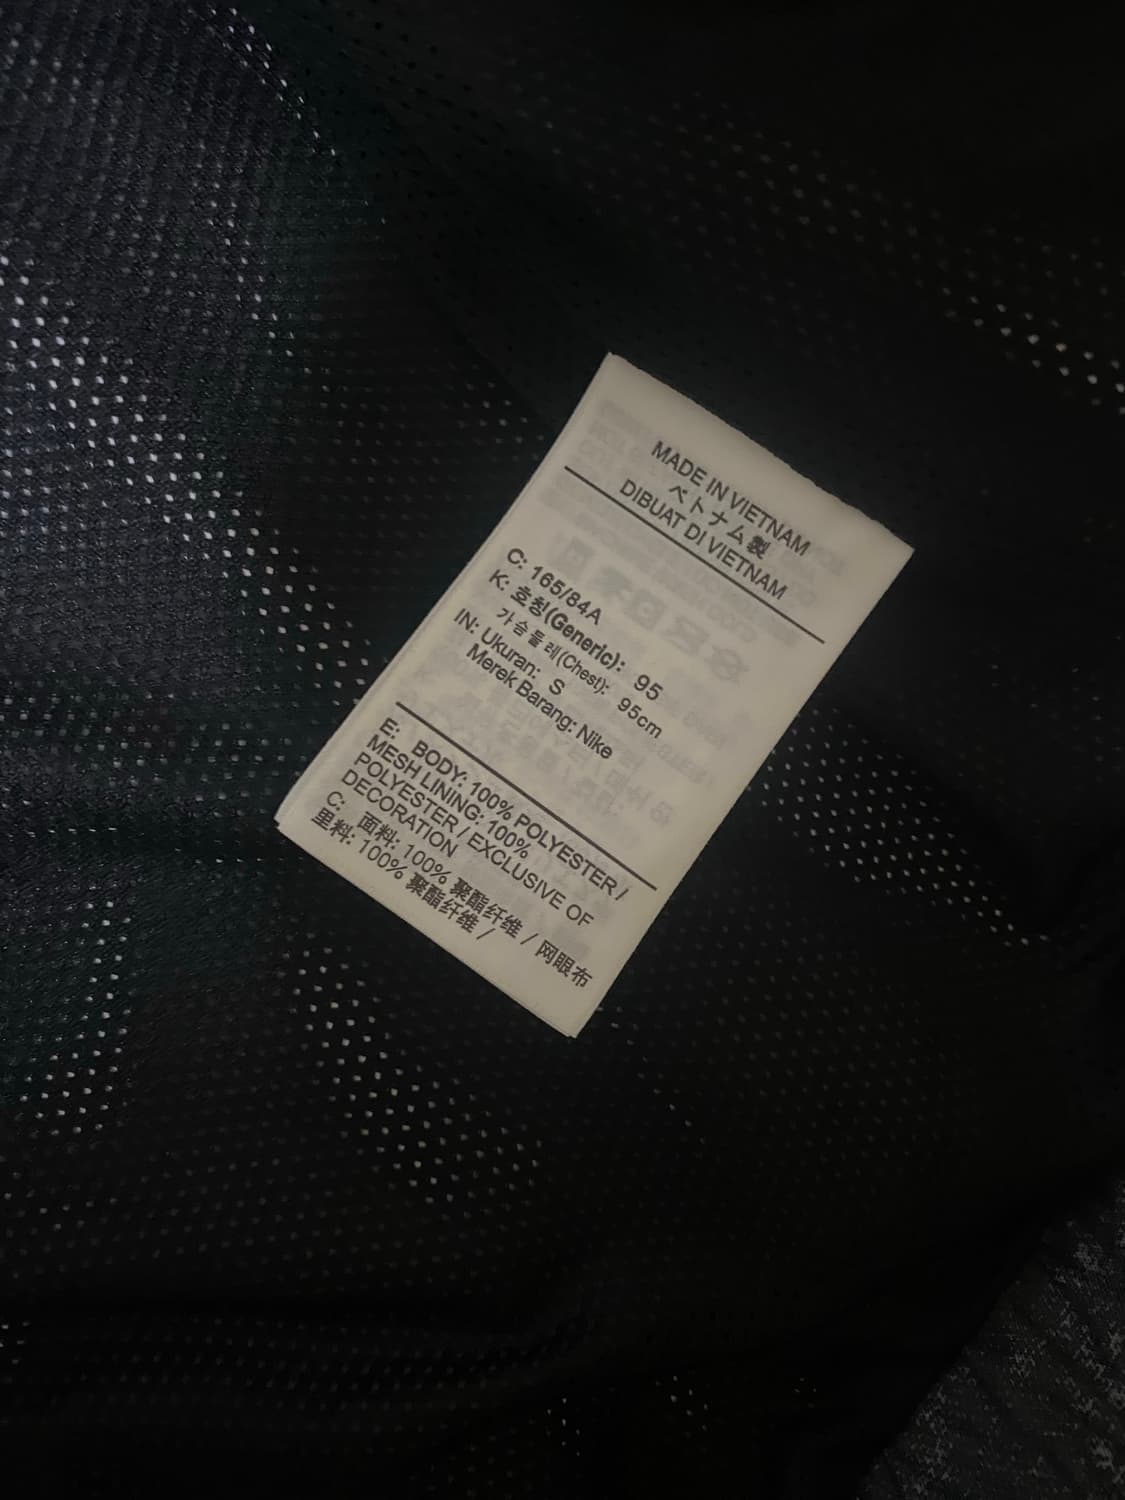 MADE IN VIETNAM
ベトナム製
DIBUAT DI VIETNAM
C: 165/84A
K: 호칭(Generic): 95
가슴둘레(Chest): 95cm
IN: Ukuran: S
Merek Barang: Nike
E: BODY: 100% POLYESTER /
MESH LINING: 100%
POLYESTER / EXCLUSIVE OF
DECORATION
C: 面料: 100% 聚酯纤维 / 网眼布
里料: 100% 聚酯纤维 /